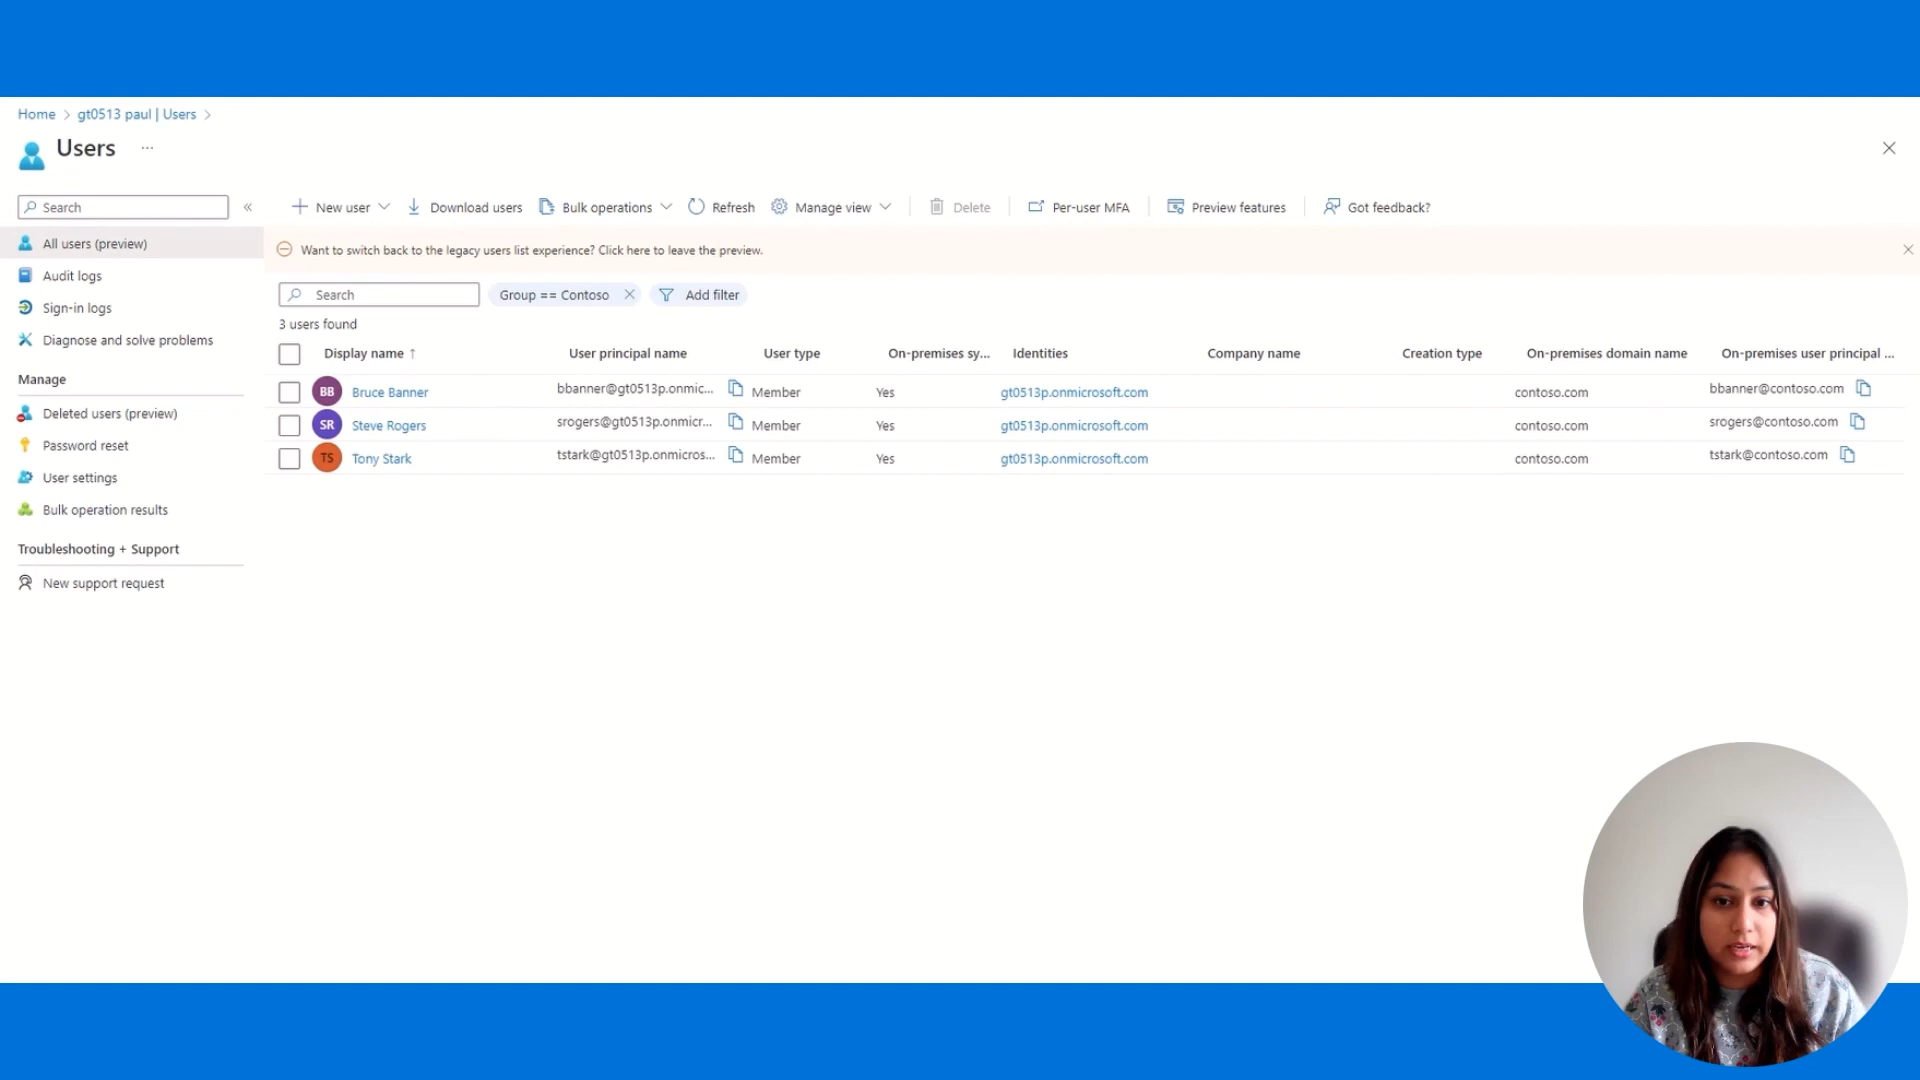 Home > gt0513 paul | Users >
Users ...
Search «
All users (preview)
Audit logs
Sign-in logs
Diagnose and solve problems
Manage
Deleted users (preview)
Password reset
User settings
Bulk operation results
Troubleshooting + Support
New support request
New user Download users Bulk operations Refresh Manage view Delete Per-user MFA Preview features Got feedback?
Want to switch back to the legacy users list experience? Click here to leave the preview.
Search Group == Contoso Add filter
3 users found
Display name ↑ User principal name User type On-premises sy... Identities Company name Creation type On-premises domain name On-premises user principal ...
BB Bruce Banner bbanner@gt0513p.onmic... Member Yes gt0513p.onmicrosoft.com contoso.com bbanner@contoso.com
SR Steve Rogers srogers@gt0513p.onmicr... Member Yes gt0513p.onmicrosoft.com contoso.com srogers@contoso.com
TS Tony Stark tstark@gt0513p.onmicros... Member Yes gt0513p.onmicrosoft.com contoso.com tstark@contoso.com